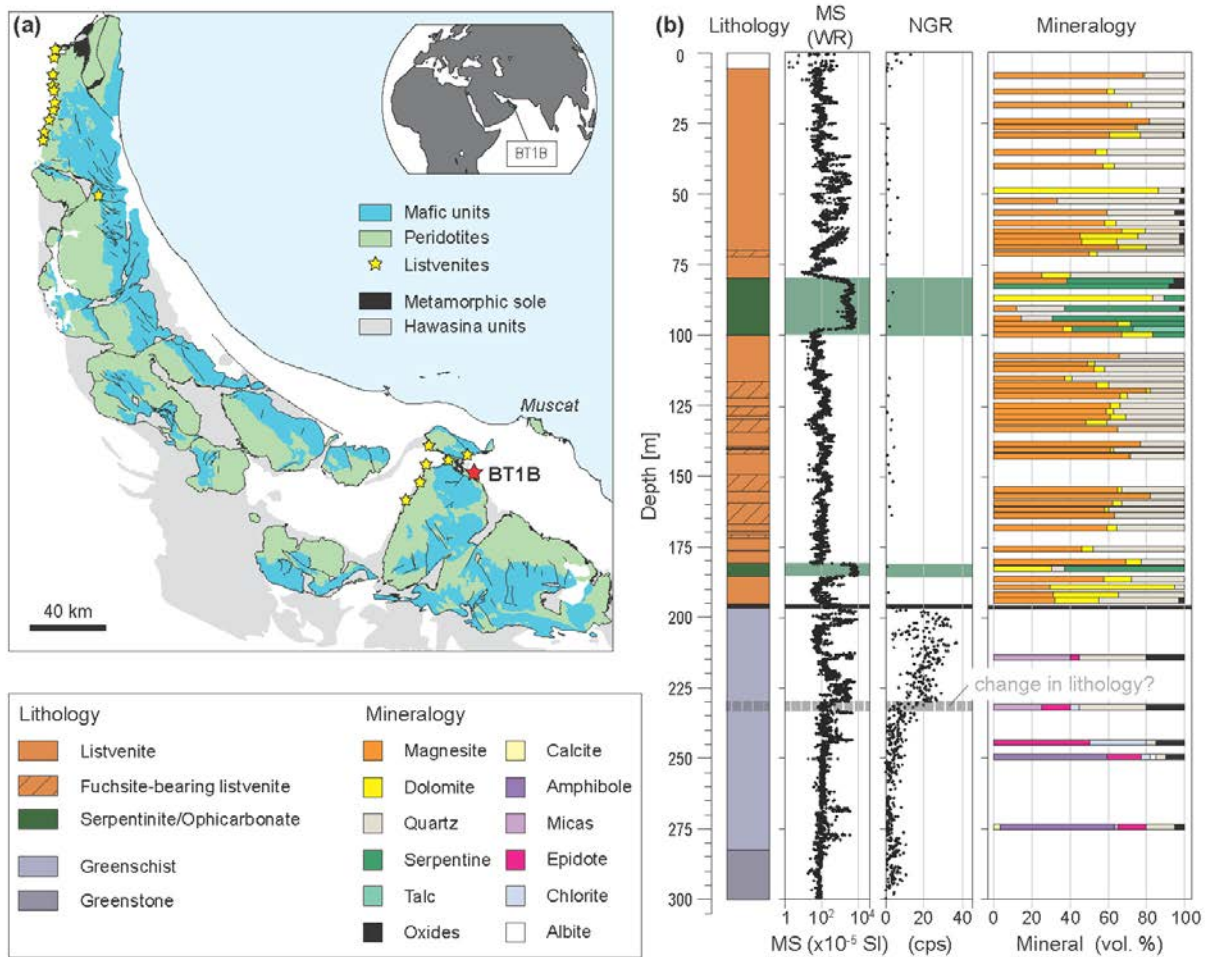 (a)
BT1B
Mafic units
Peridotites
Listvenites
Metamorphic sole
Hawasina units
Muscat
BT1B
40 km
(b)
Lithology
MS
(WR)
NGR
Mineralogy
0
25
50
75
100
125
150
175
200
225
250
275
300
Depth [m]
change in lithology?
1 10² 10⁴
0 20 40
0 20 40 60 80 100
MS (x10⁻⁵ SI)
(cps)
Mineral (vol. %)
Lithology
Listvenite
Fuchsite-bearing listvenite
Serpentinite/Ophicarbonate
Greenschist
Greenstone
Mineralogy
Magnesite
Dolomite
Quartz
Serpentine
Talc
Oxides
Calcite
Amphibole
Micas
Epidote
Chlorite
Albite